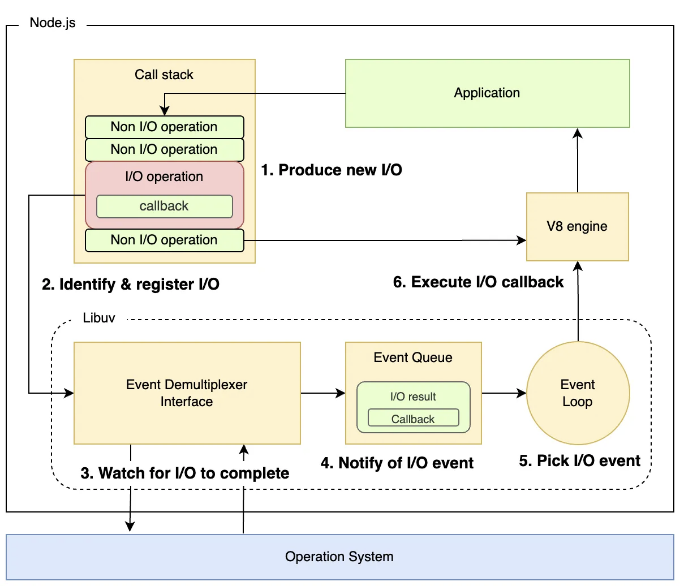 Node.js
Call stack
Application
Non I/O operation
Non I/O operation
I/O operation
callback
Non I/O operation
1. Produce new I/O
V8 engine
2. Identify & register I/O
6. Execute I/O callback
Libuv
Event Demultiplexer
Interface
Event Queue
I/O result
Callback
Event
Loop
3. Watch for I/O to complete
4. Notify of I/O event
5. Pick I/O event
Operation System